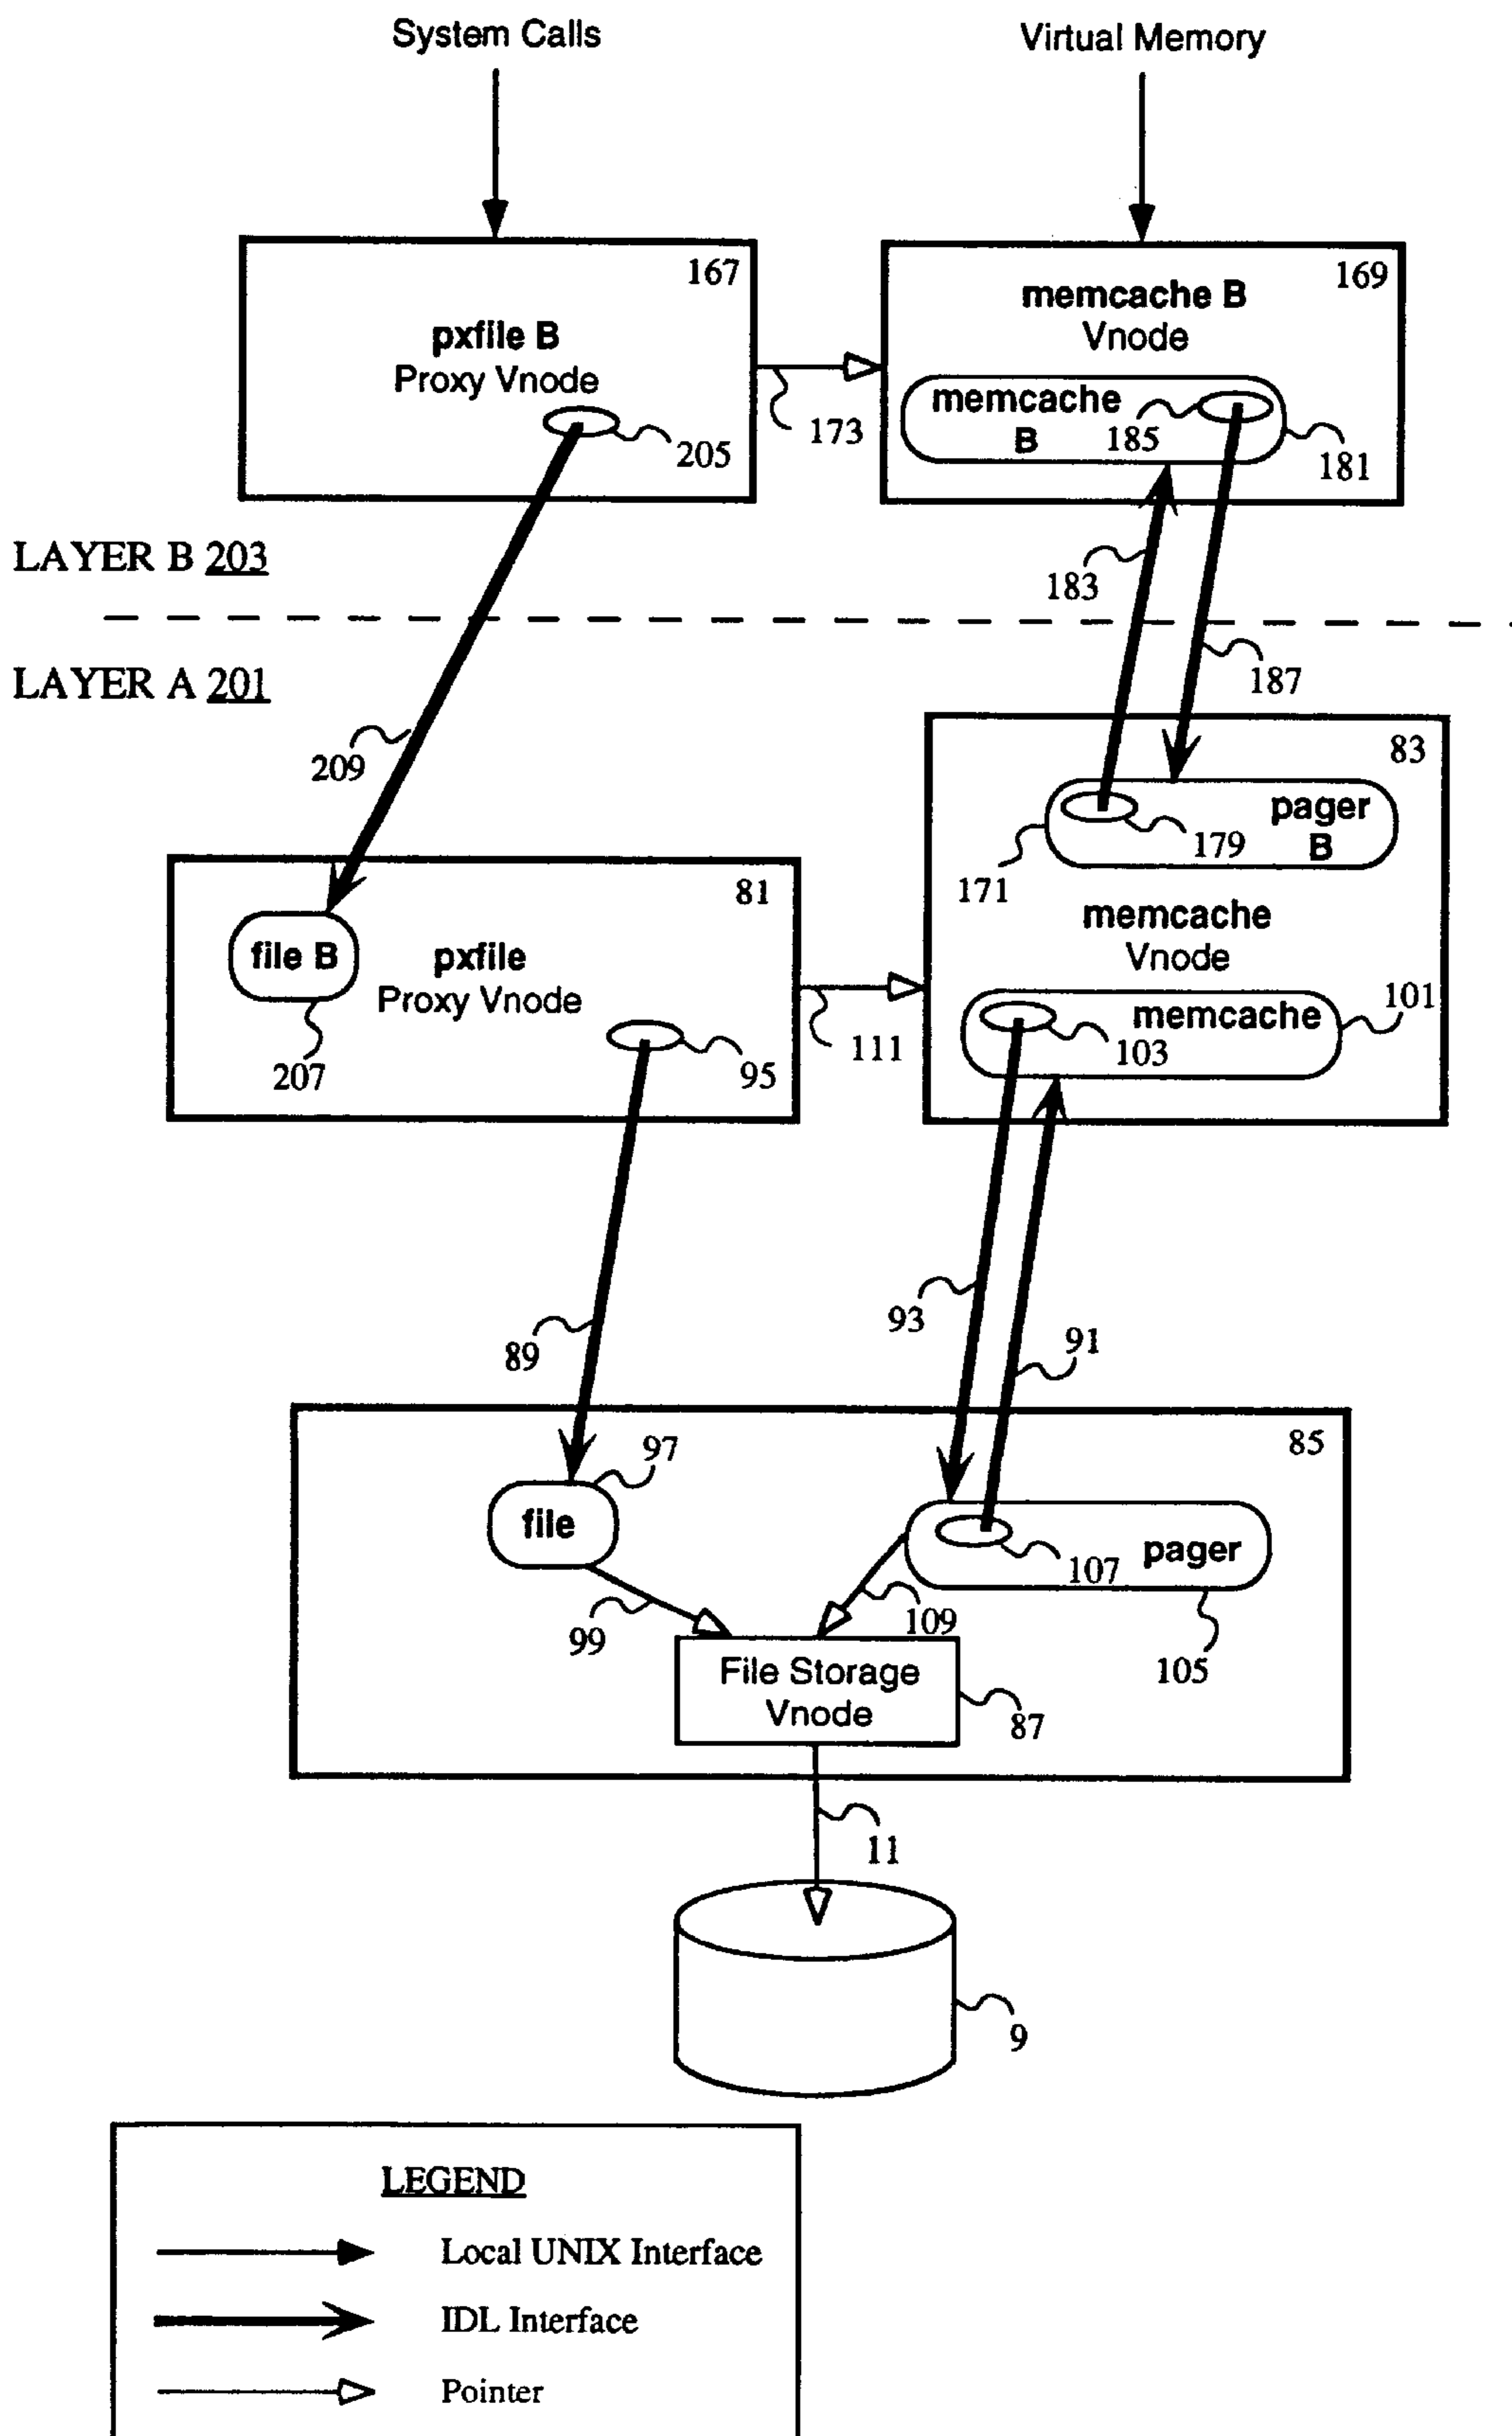 System Calls
Virtual Memory
167
169
pxfile B
Proxy Vnode
memcache B
Vnode
memcache
B
185
173
205
181
LAYER B 203
183
LAYER A 201
187
209
83
pager
B
179
171
81
file B
pxfile
Proxy Vnode
memcache
Vnode
101
memcache
103
111
207
95
93
91
89
85
97
file
107
pager
99
109
105
File Storage
Vnode
87
11
9
LEGEND
Local UNIX Interface
IDL Interface
Pointer